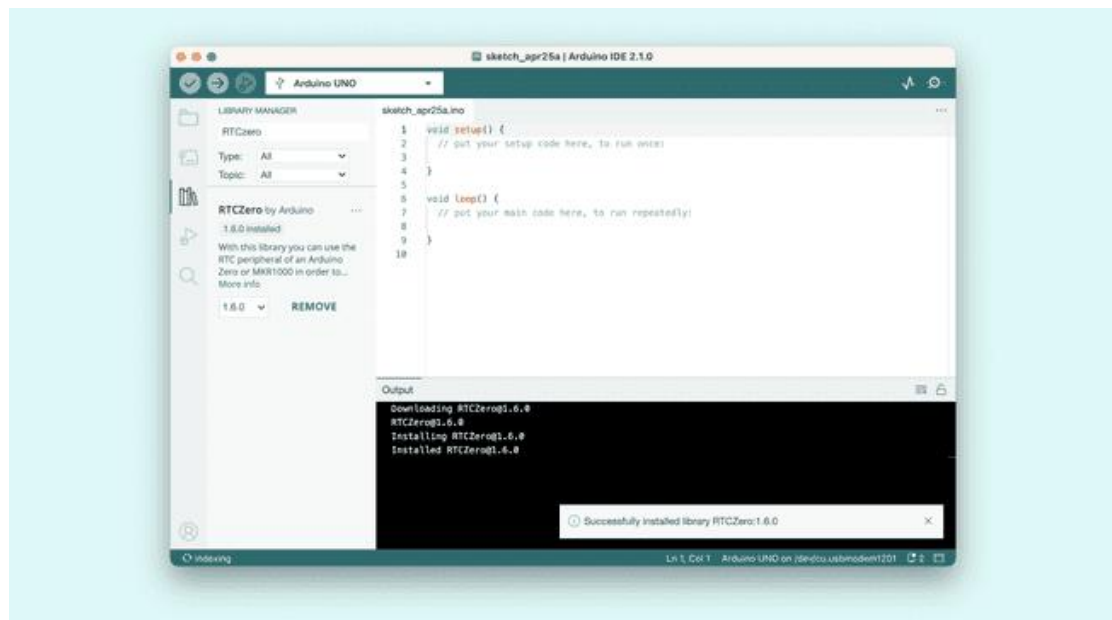 sketch_apr25a | Arduino IDE 2.1.0
Arduino UNO
LIBRARY MANAGER
RTCzero
Type: All
Topic: All
RTCZero by Arduino
1.6.0 installed
With this library you can use the
RTC peripheral of an Arduino
Zero or MKR1000 in order to...
More info
1.6.0 REMOVE
sketch_apr25a.ino
1 void setup() {
2 // put your setup code here, to run once:
3
4 }
5
6 void loop() {
7 // put your main code here, to run repeatedly:
8
9 }
10
Output
Downloading RTCZero@1.6.0
RTCZero@1.6.0
Installing RTCZero@1.6.0
Installed RTCZero@1.6.0
Successfully installed library RTCZero:1.6.0
indexing
Ln 1, Col 1 Arduino UNO on /dev/cu.usbmodem1201 2